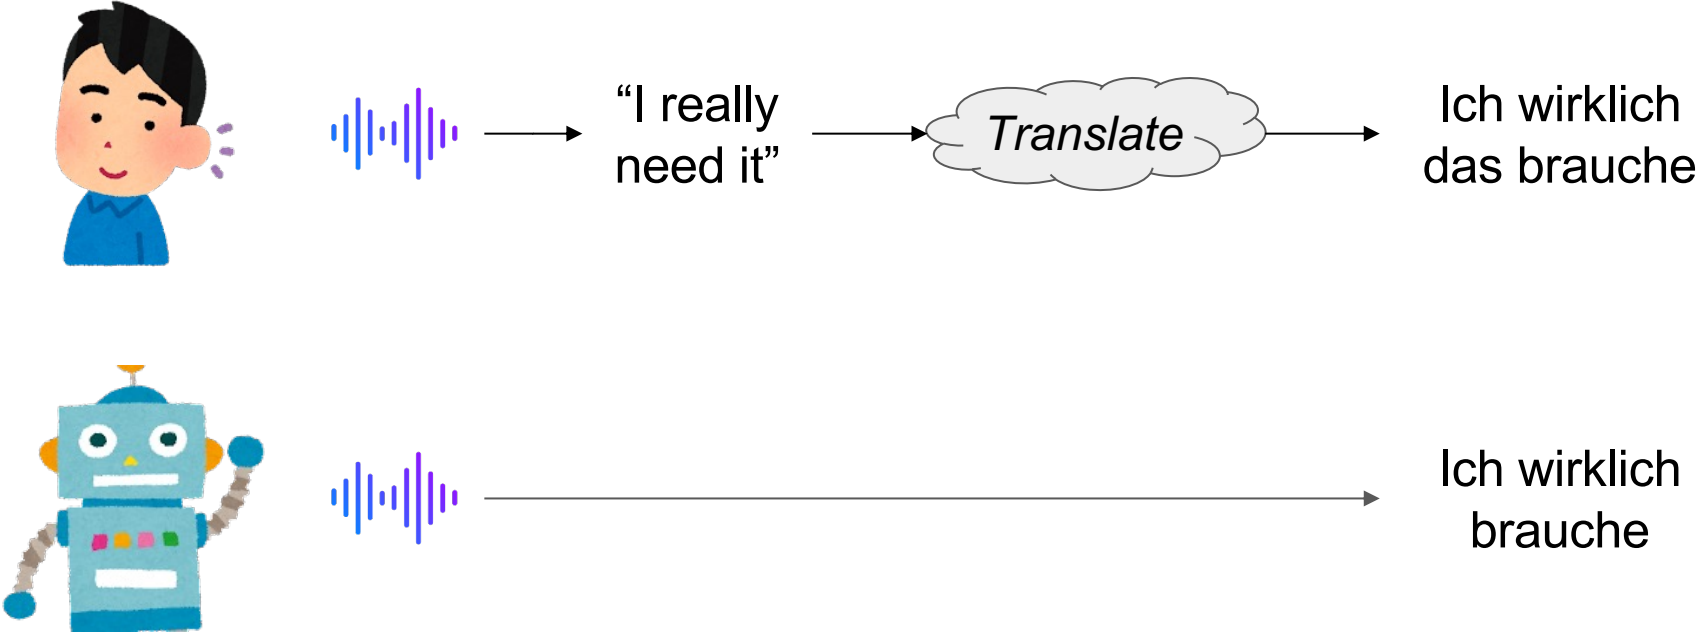 “I really
need it”
Translate
Ich wirklich
das brauche
Ich wirklich
brauche